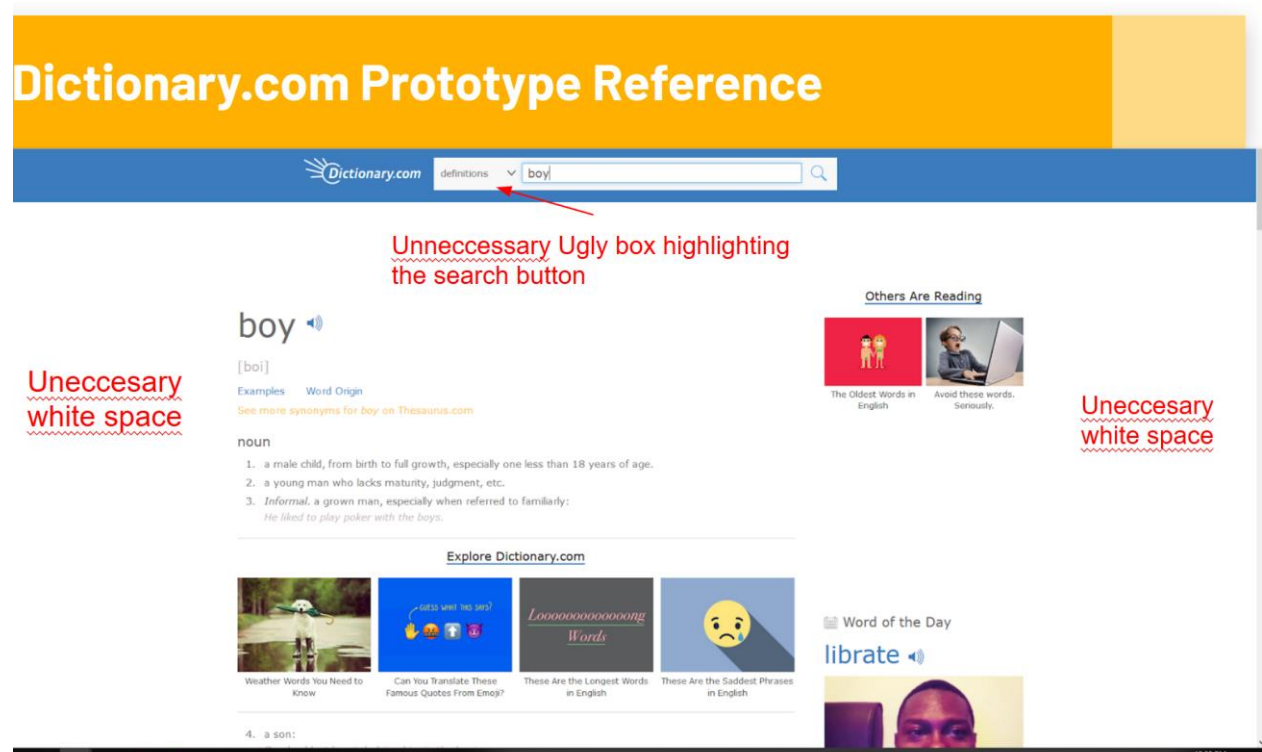 Dictionary.com Prototype Reference
Dictionary.com definitions boy
Unneccessary Ugly box highlighting
the search button
Uneccesary
white space
boy
[boi]
Examples Word Origin
See more synonyms for boy on Thesaurus.com
noun
1. a male child, from birth to full growth, especially one less than 18 years of age.
2. a young man who lacks maturity, judgment, etc.
3. Informal. a grown man, especially when referred to familiarly:
He liked to play poker with the boys.
Explore Dictionary.com
GUESS WHAT THIS SAYS?
Looooooooooooong
Words
Weather Words You Need to
Know
Can You Translate These
Famous Quotes From Emoji?
These Are the Longest Words
in English
These Are the Saddest Phrases
in English
4. a son:
Others Are Reading
The Oldest Words in
English
Avoid these words.
Seriously.
Word of the Day
librate
Uneccesary
white space